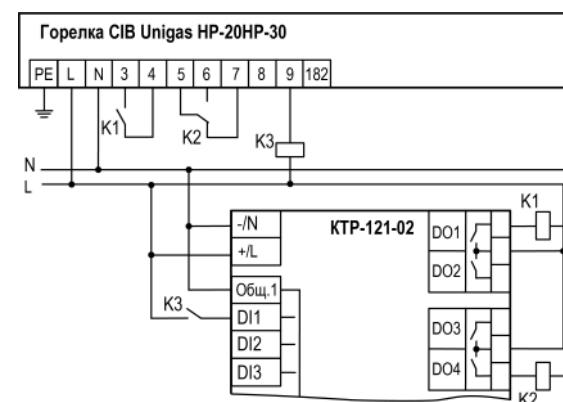 Горелка CIB Unigas HP-20HP-30
PE L N 3 4 5 6 7 8 9 182
K1
K2
K3
N
L
K1
-/N
КТР-121-02
DO1
+/L
DO2
Общ.1
K3
DI1
DO3
DI2
DI3
DO4
K2